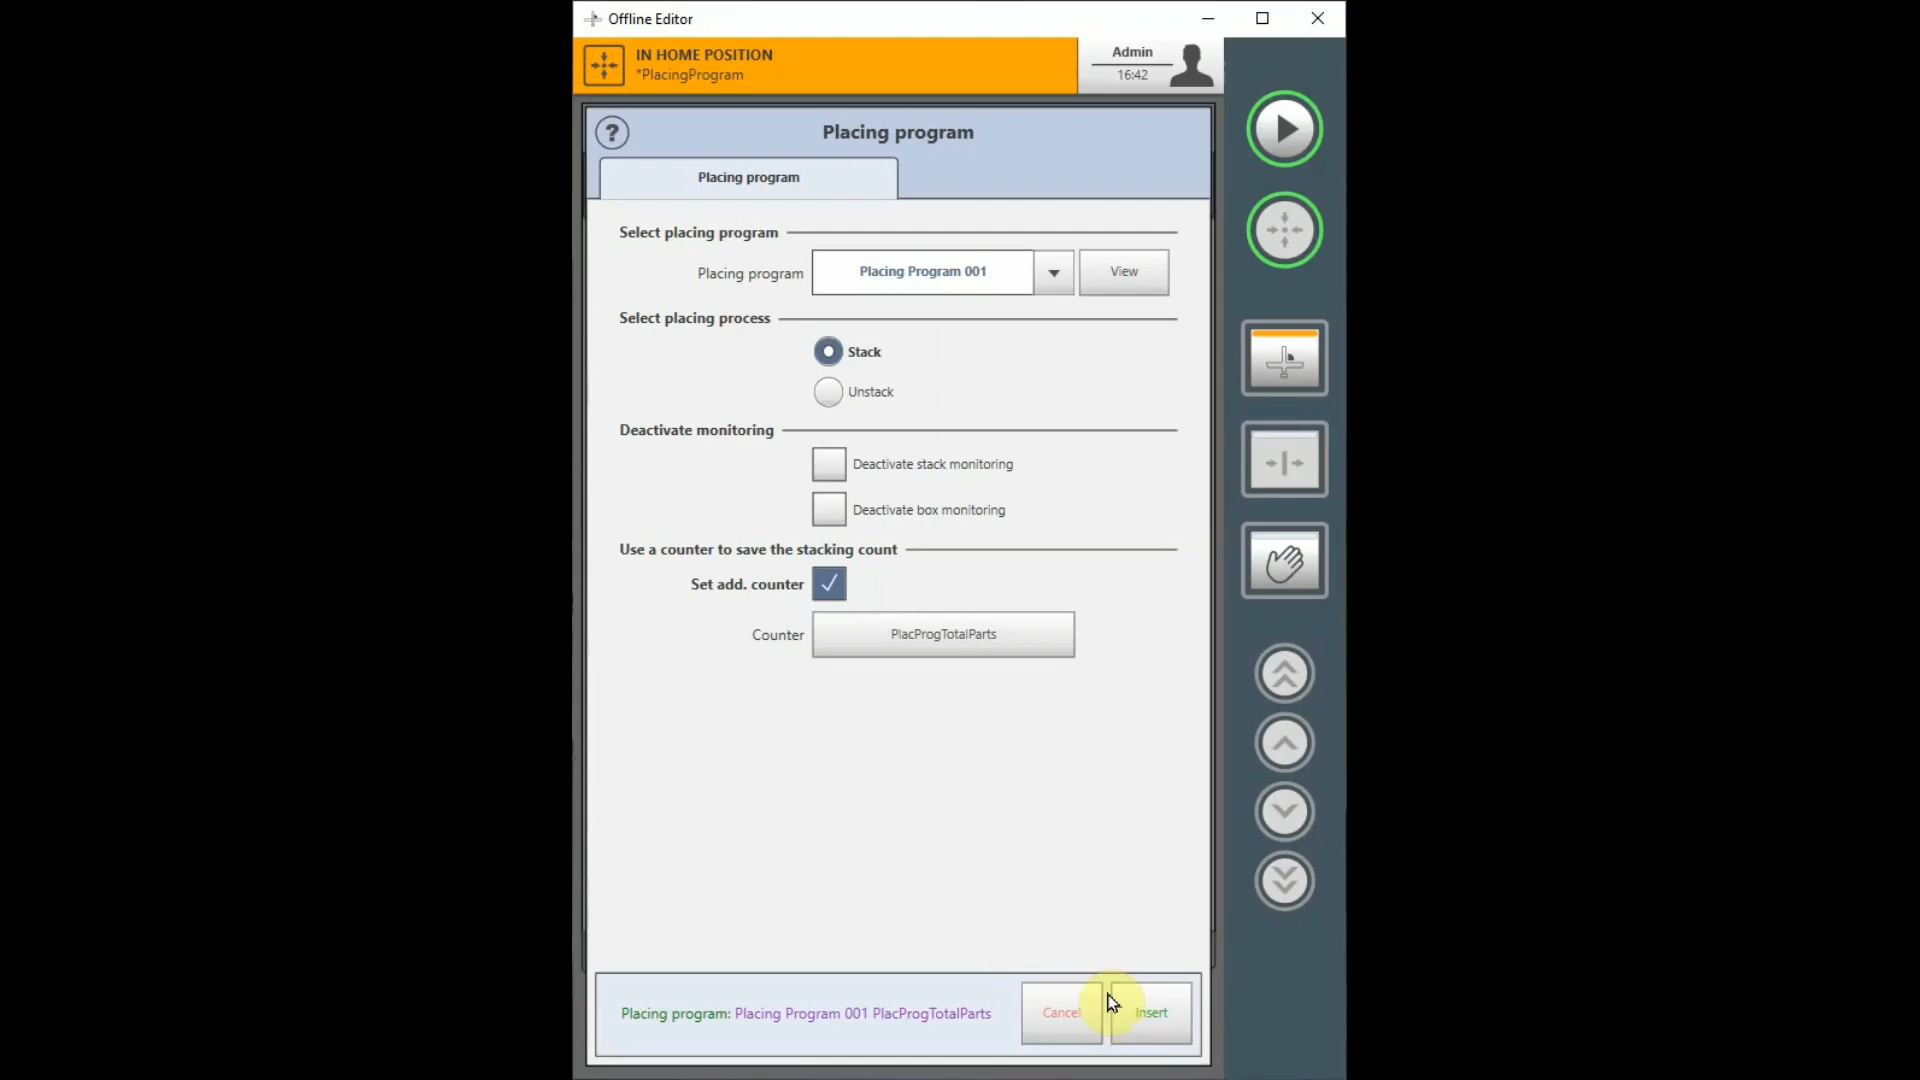 Offline Editor
IN HOME POSITION
*PlacingProgram
Admin
16:42
?
Placing program
Placing program
Select placing program
Placing program
Placing Program 001
View
Select placing process
Stack
Unstack
Deactivate monitoring
Deactivate stack monitoring
Deactivate box monitoring
Use a counter to save the stacking count
Set add. counter
Counter
PlacProgTotalParts
Placing program: Placing Program 001 PlacProgTotalParts
Cancel
Insert